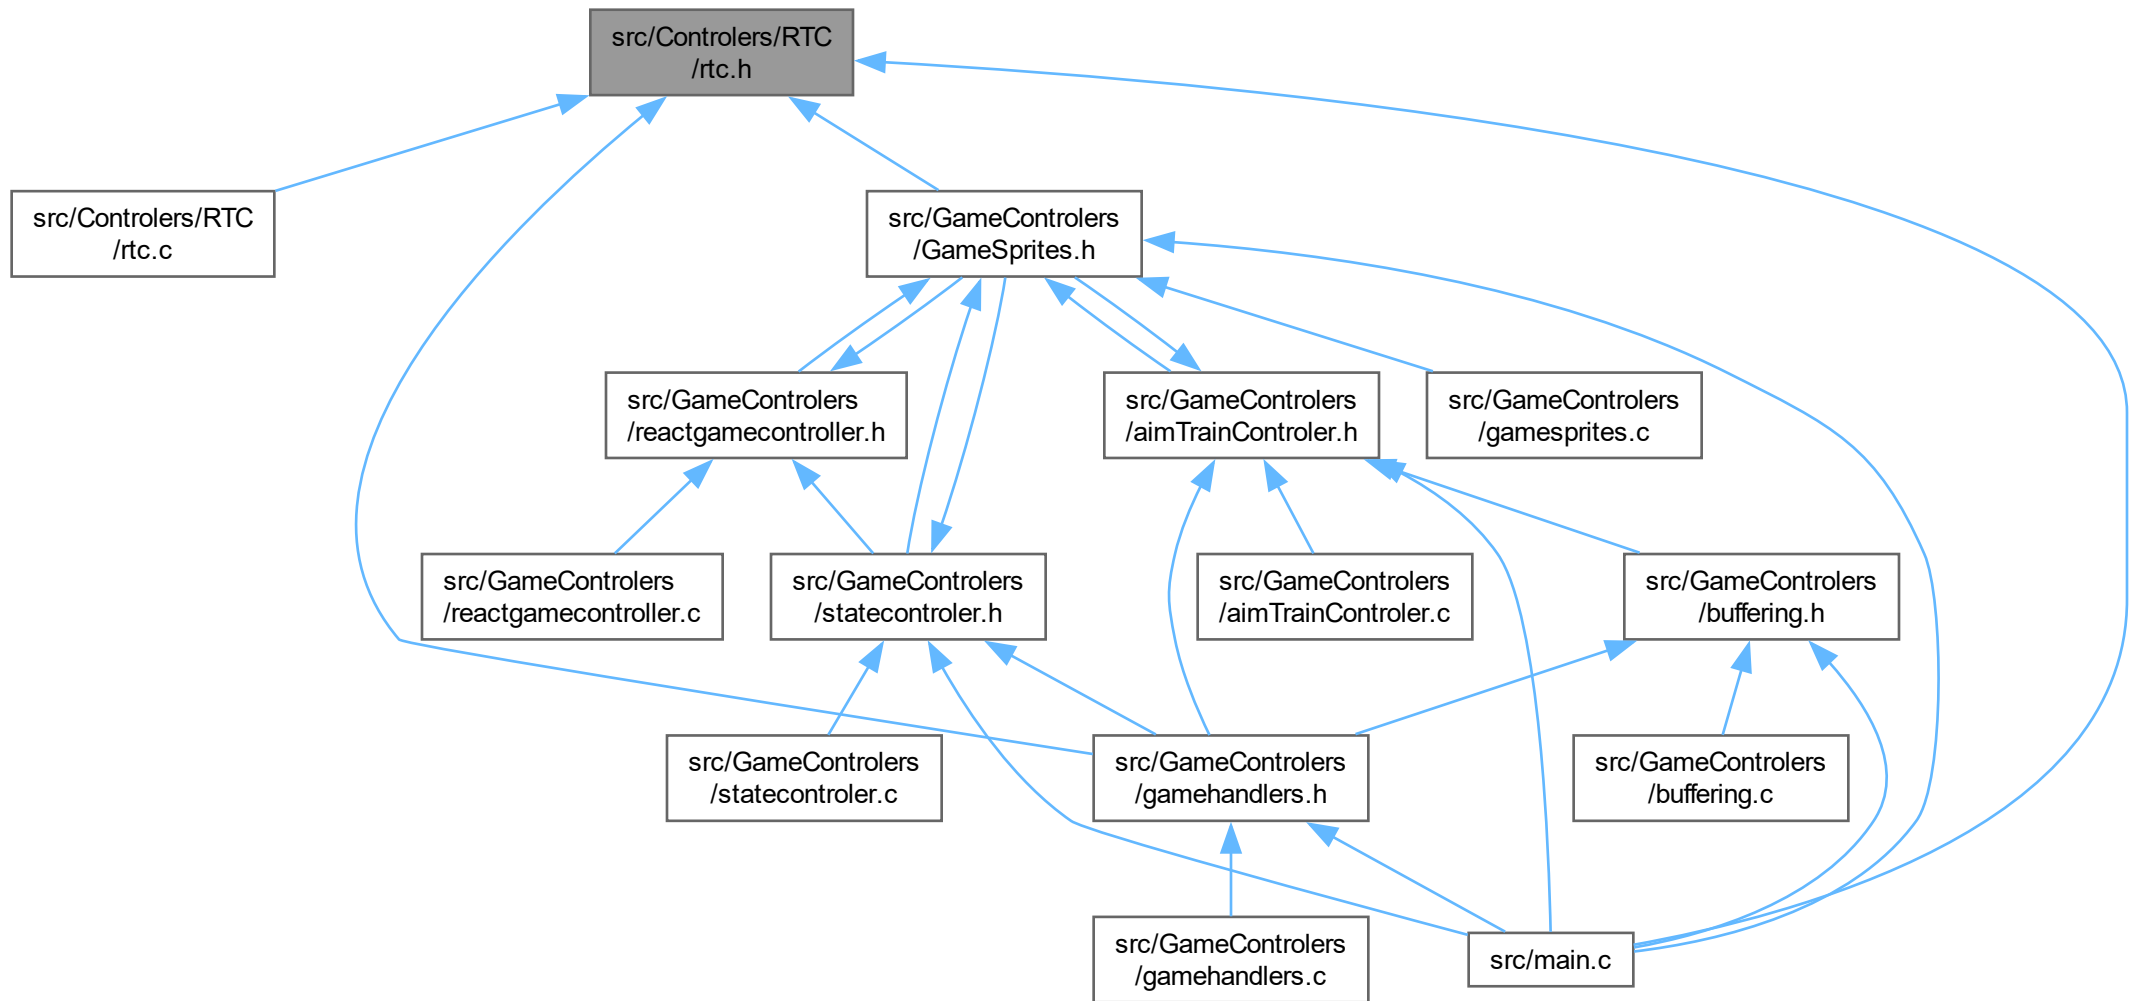 src/Controlers/RTC
/rtc.h
src/Controlers/RTC
/rtc.c
src/GameControlers
/GameSprites.h
src/GameControlers
/reactgamecontroller.h
src/GameControlers
/aimTrainControler.h
src/GameControlers
/gamesprites.c
src/GameControlers
/reactgamecontroller.c
src/GameControlers
/statecontroler.h
src/GameControlers
/aimTrainControler.c
src/GameControlers
/buffering.h
src/GameControlers
/statecontroler.c
src/GameControlers
/gamehandlers.h
src/GameControlers
/buffering.c
src/GameControlers
/gamehandlers.c
src/main.c